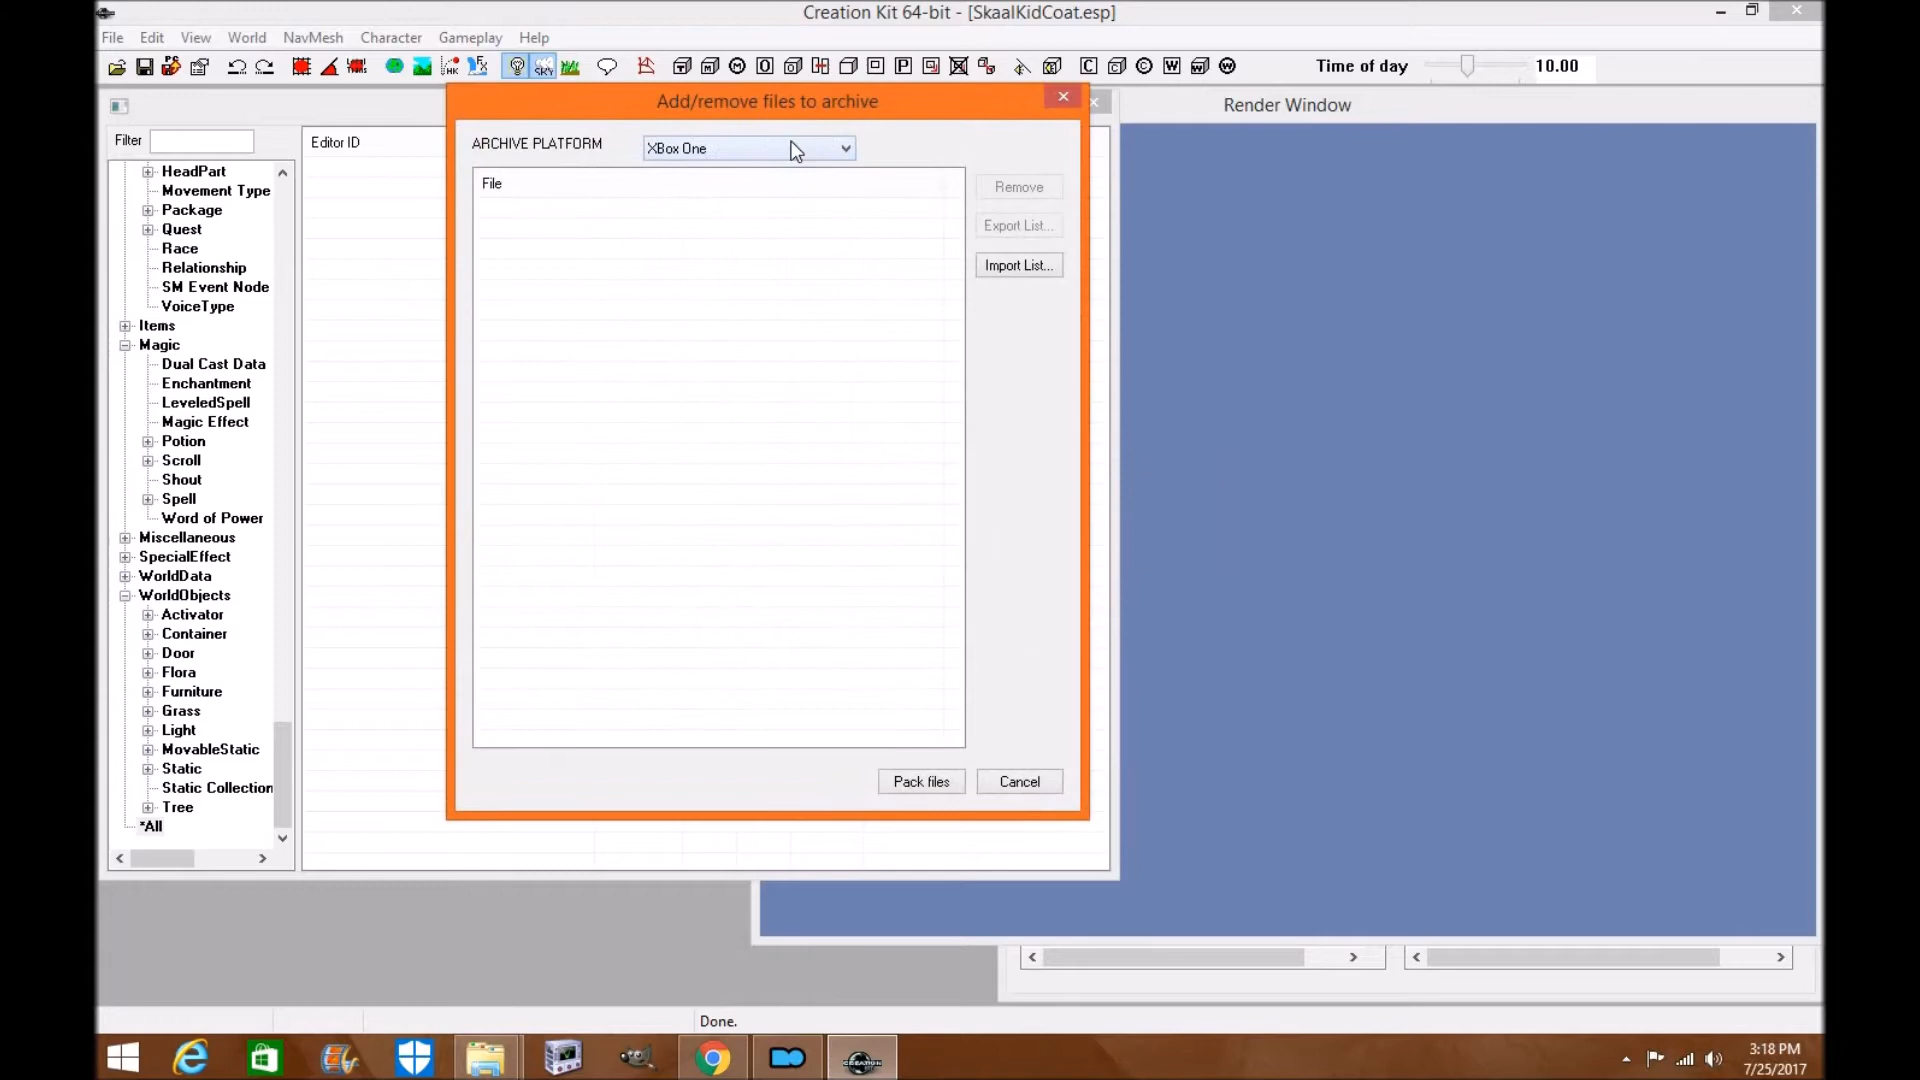 Creation Kit 64-bit - [SkaalKidCoat.esp]
File Edit View World NavMesh Character Gameplay Help
Time of day 10.00
Add/remove files to archive
Render Window
Filter
Editor ID
ARCHIVE PLATFORM XBox One
File
Remove
Export List...
Import List...
HeadPart
Movement Type
Package
Quest
Race
Relationship
SM Event Node
VoiceType
Items
Magic
Dual Cast Data
Enchantment
LeveledSpell
Magic Effect
Potion
Scroll
Shout
Spell
Word of Power
Miscellaneous
SpecialEffect
WorldData
WorldObjects
Activator
Container
Door
Flora
Furniture
Grass
Light
MovableStatic
Static
Static Collection
Tree
*All
Pack files Cancel
Done.
3:18 PM
7/25/2017